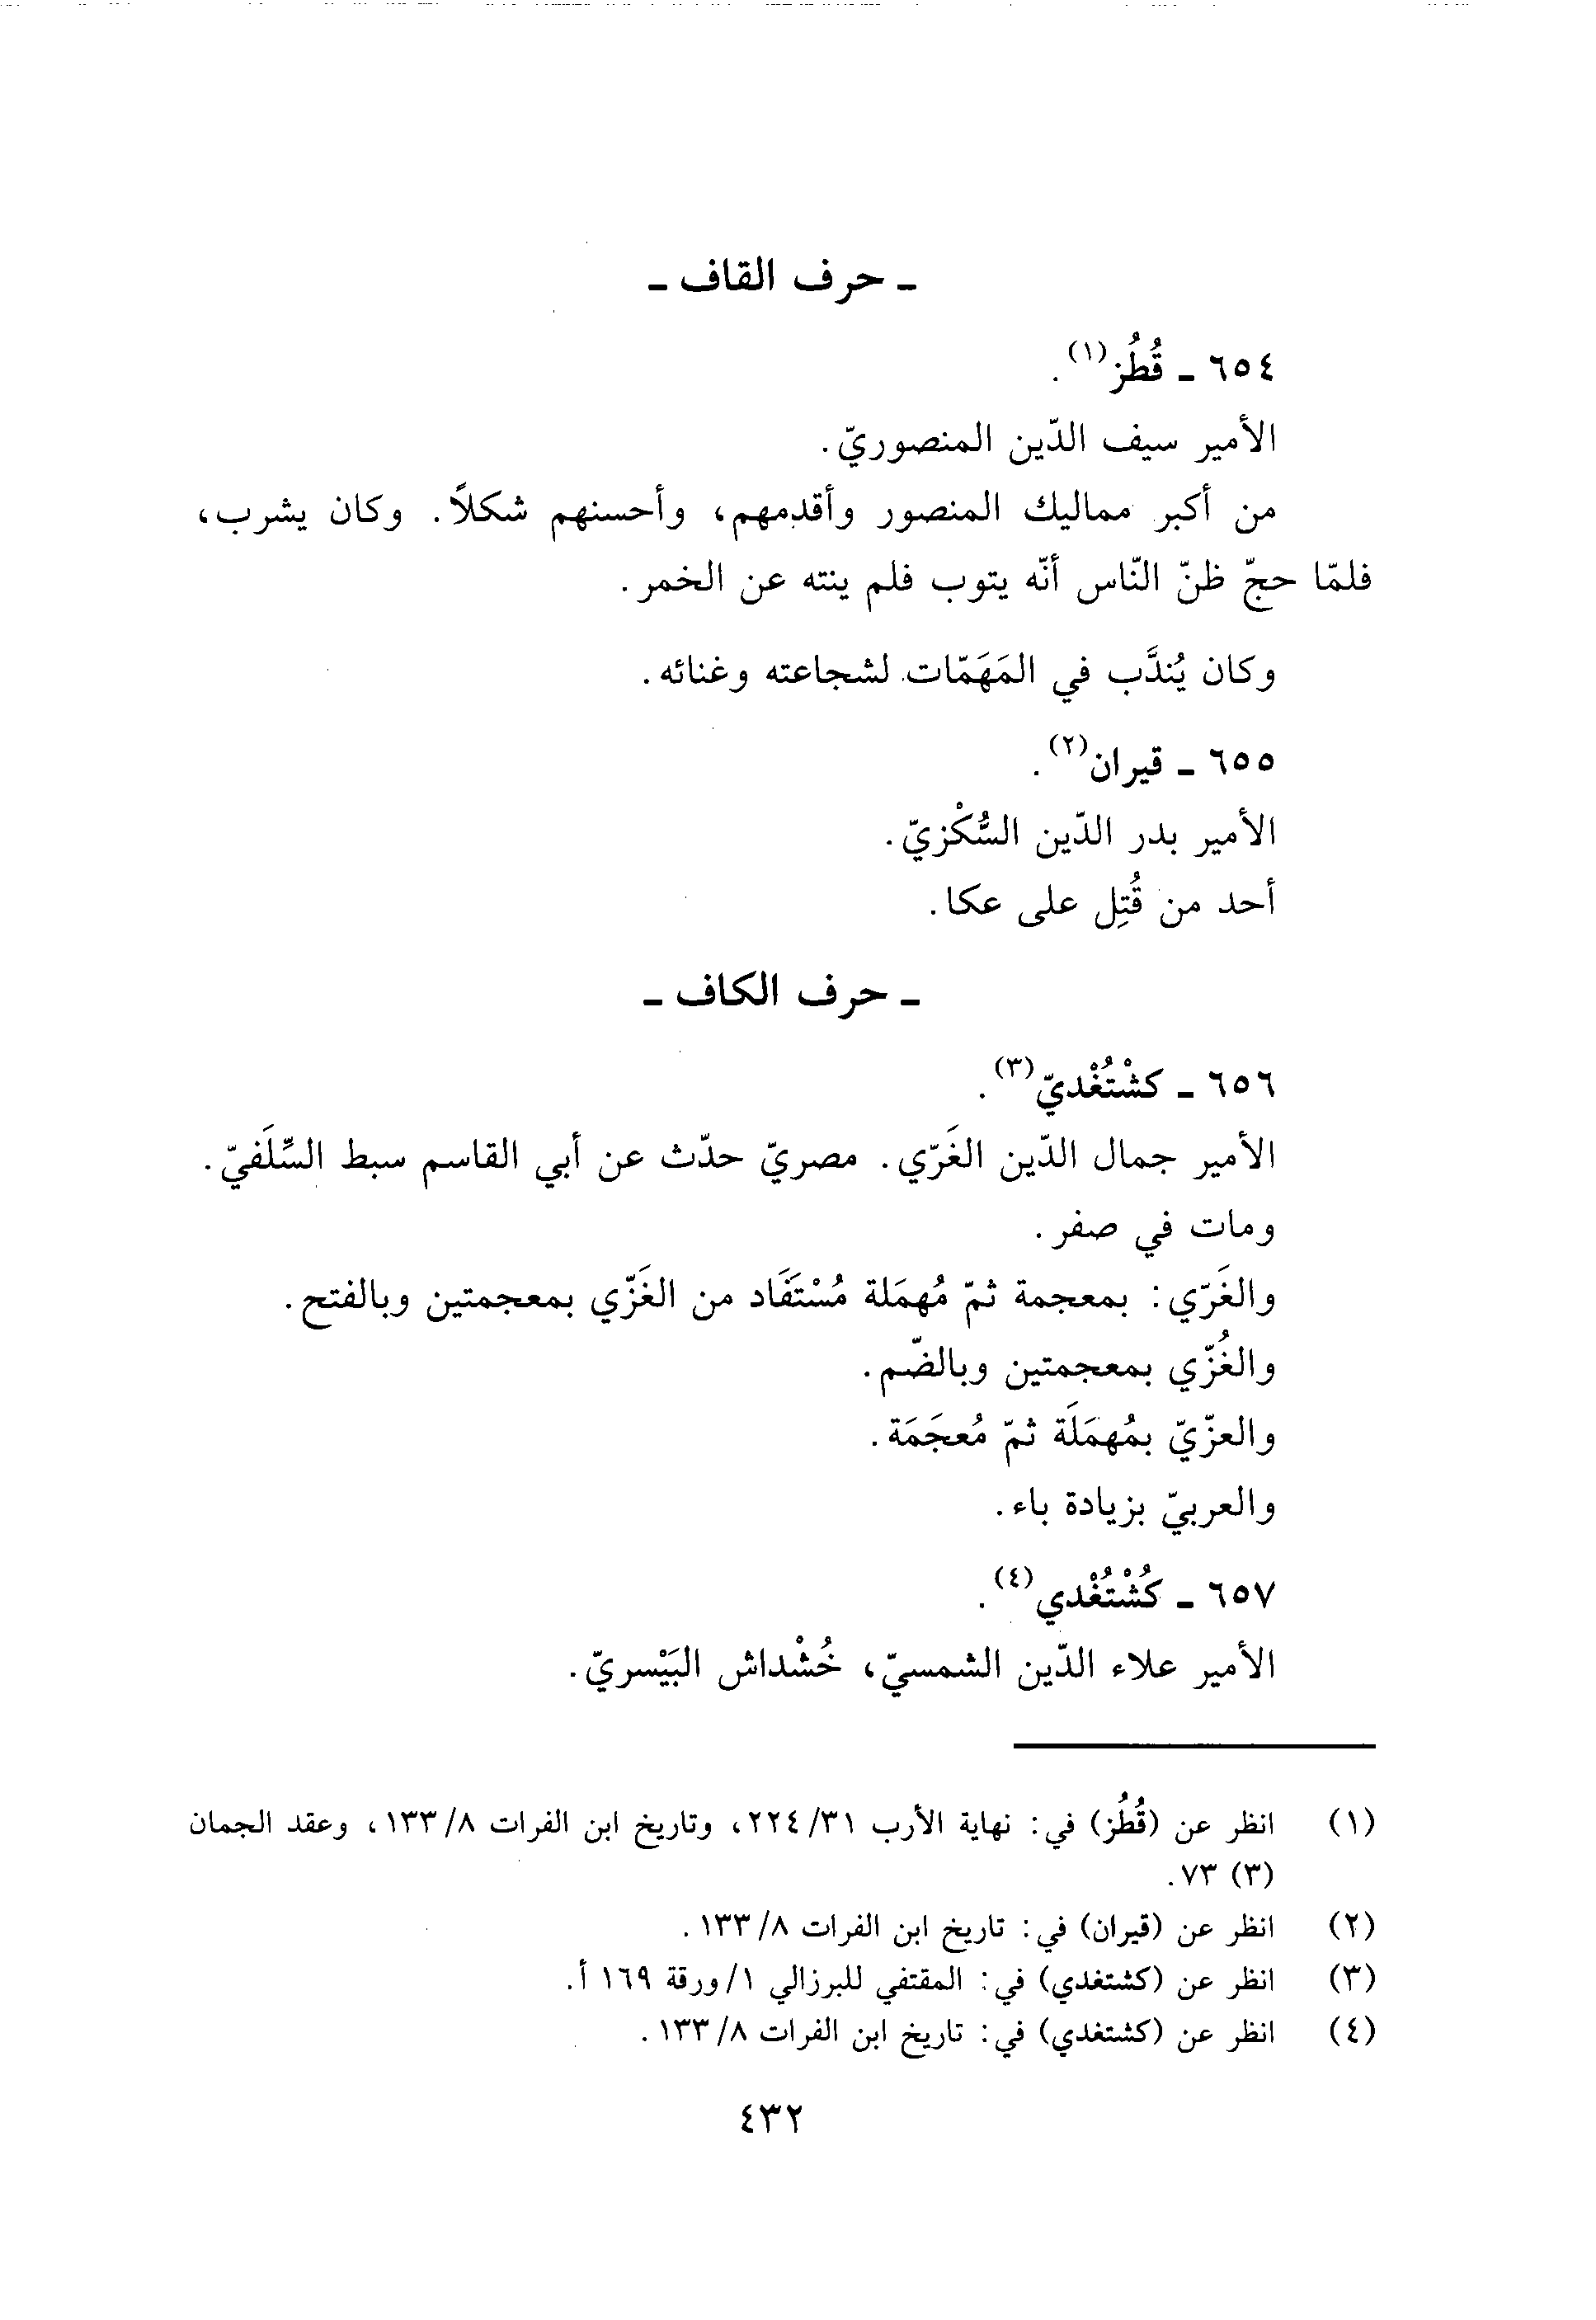 - حرف القاف -
٦٥٤ - قُطُز(١).
الأمير سيف الدّين المنصوريّ.
من أكبر مماليك المنصور وأقدمهم، وأحسنهم شكلاً. وكان يشرب،
فلمّا حجّ ظنّ النّاس أنّه يتوب فلم ينته عن الخمر.
وكان يُندَّب في المَهَمّات لشجاعته وغنائه.
٦٥٥ - قيران(٢).
الأمير بدر الدّين السُّكْزيّ.
أحد من قُتِل على عكا.
- حرف الكاف -
٦٥٦ - كشْتُغْديّ(٣).
الأمير جمال الدّين الغَرّي. مصريّ حدّث عن أبي القاسم سبط السِّلَفيّ.
ومات في صفر.
والغَرّي: بمعجمة ثمّ مُهمَلة مُسْتَفَاد من الغَزّي بمعجمتين وبالفتح.
والغُزّي بمعجمتين وبالضّم.
والعزّيّ بمُهمَلَة ثمّ مُعجَمَة.
والعربيّ بزيادة باء.
٦٥٧ - كُشْتُغْدي(٤).
الأمير علاء الدّين الشمسيّ، خُشْداش البَيْسريّ.
(١) انظر عن (قُطُز) في: نهاية الأرب ٢٢٤/٣١، وتاريخ ابن الفرات ١٣٣/٨، وعقد الجمان
(٣) ٧٣.
(٢) انظر عن (قيران) في: تاريخ ابن الفرات ١٣٣/٨.
(٣) انظر عن (كشتغدي) في: المقتفي للبرزالي ١/ورقة ١٦٩ أ.
(٤) انظر عن (كشتغدي) في: تاريخ ابن الفرات ١٣٣/٨.
٤٣٢